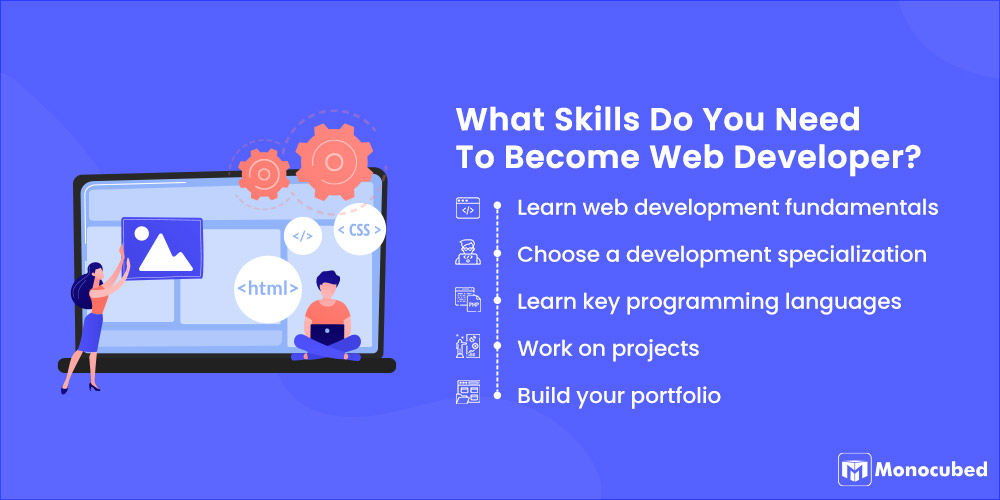 What Skills Do You Need
To Become Web Developer?
Learn web development fundamentals
Choose a development specialization
Learn key programming languages
Work on projects
Build your portfolio
</>
< CSS >
<html>
</>
PHP
Monocubed